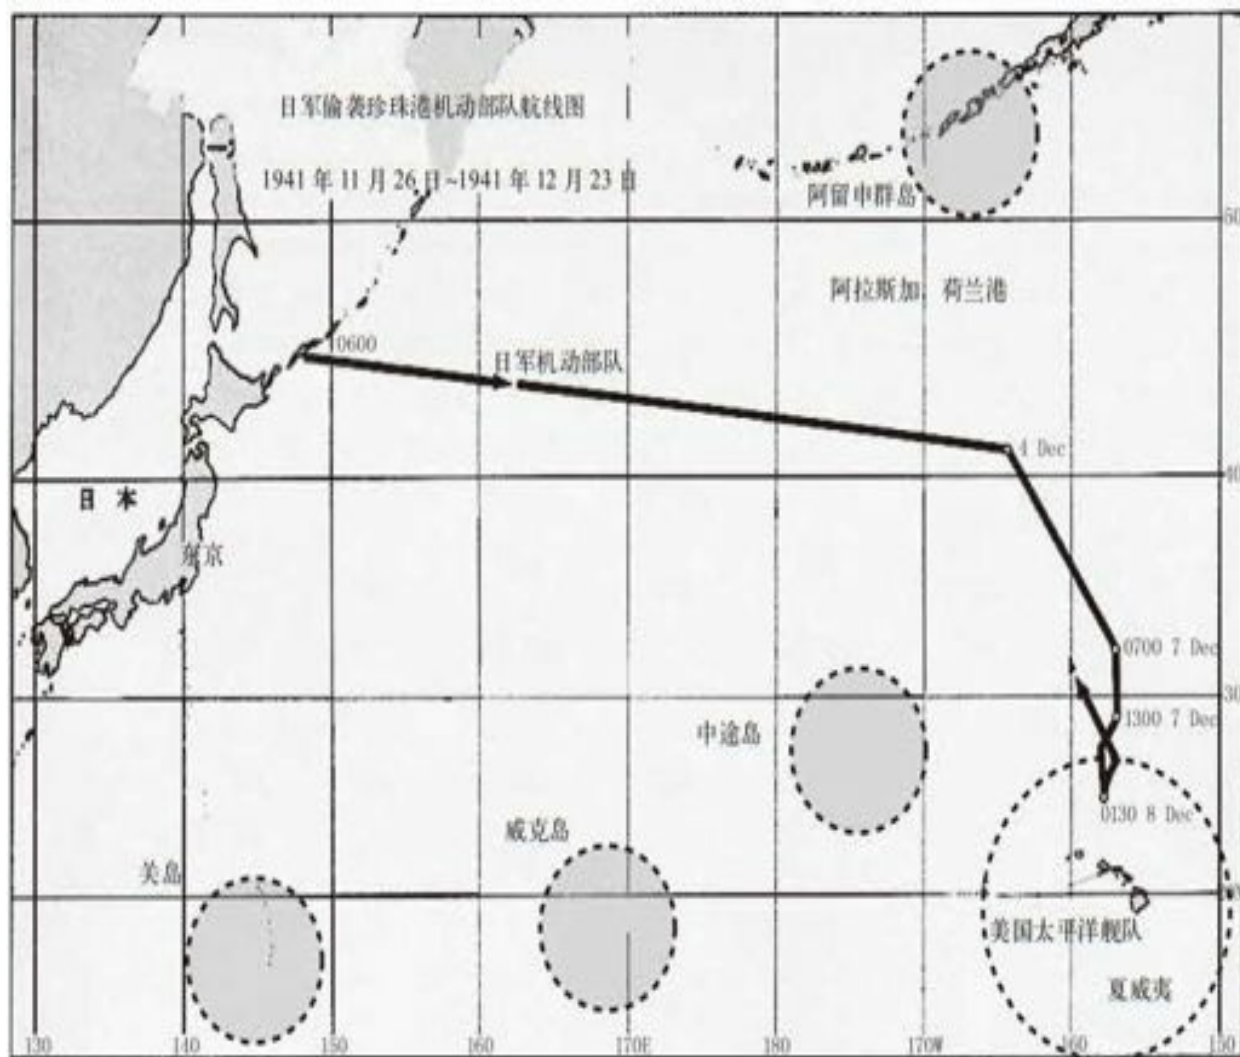 日军偷袭珍珠港机动部队航线图
1941 年 11 月 26 日~1941 年 12 月 23 日
阿留申群岛
阿拉斯加 荷兰港
0600
日军机动部队
4 Dec
40
日 本
东京
0700 7 Dec
30
1300 7 Dec
中途岛
0130 8 Dec
威克岛
关岛
美国太平洋舰队
夏威夷
130
140
150
160
170E
180
170W
160
150